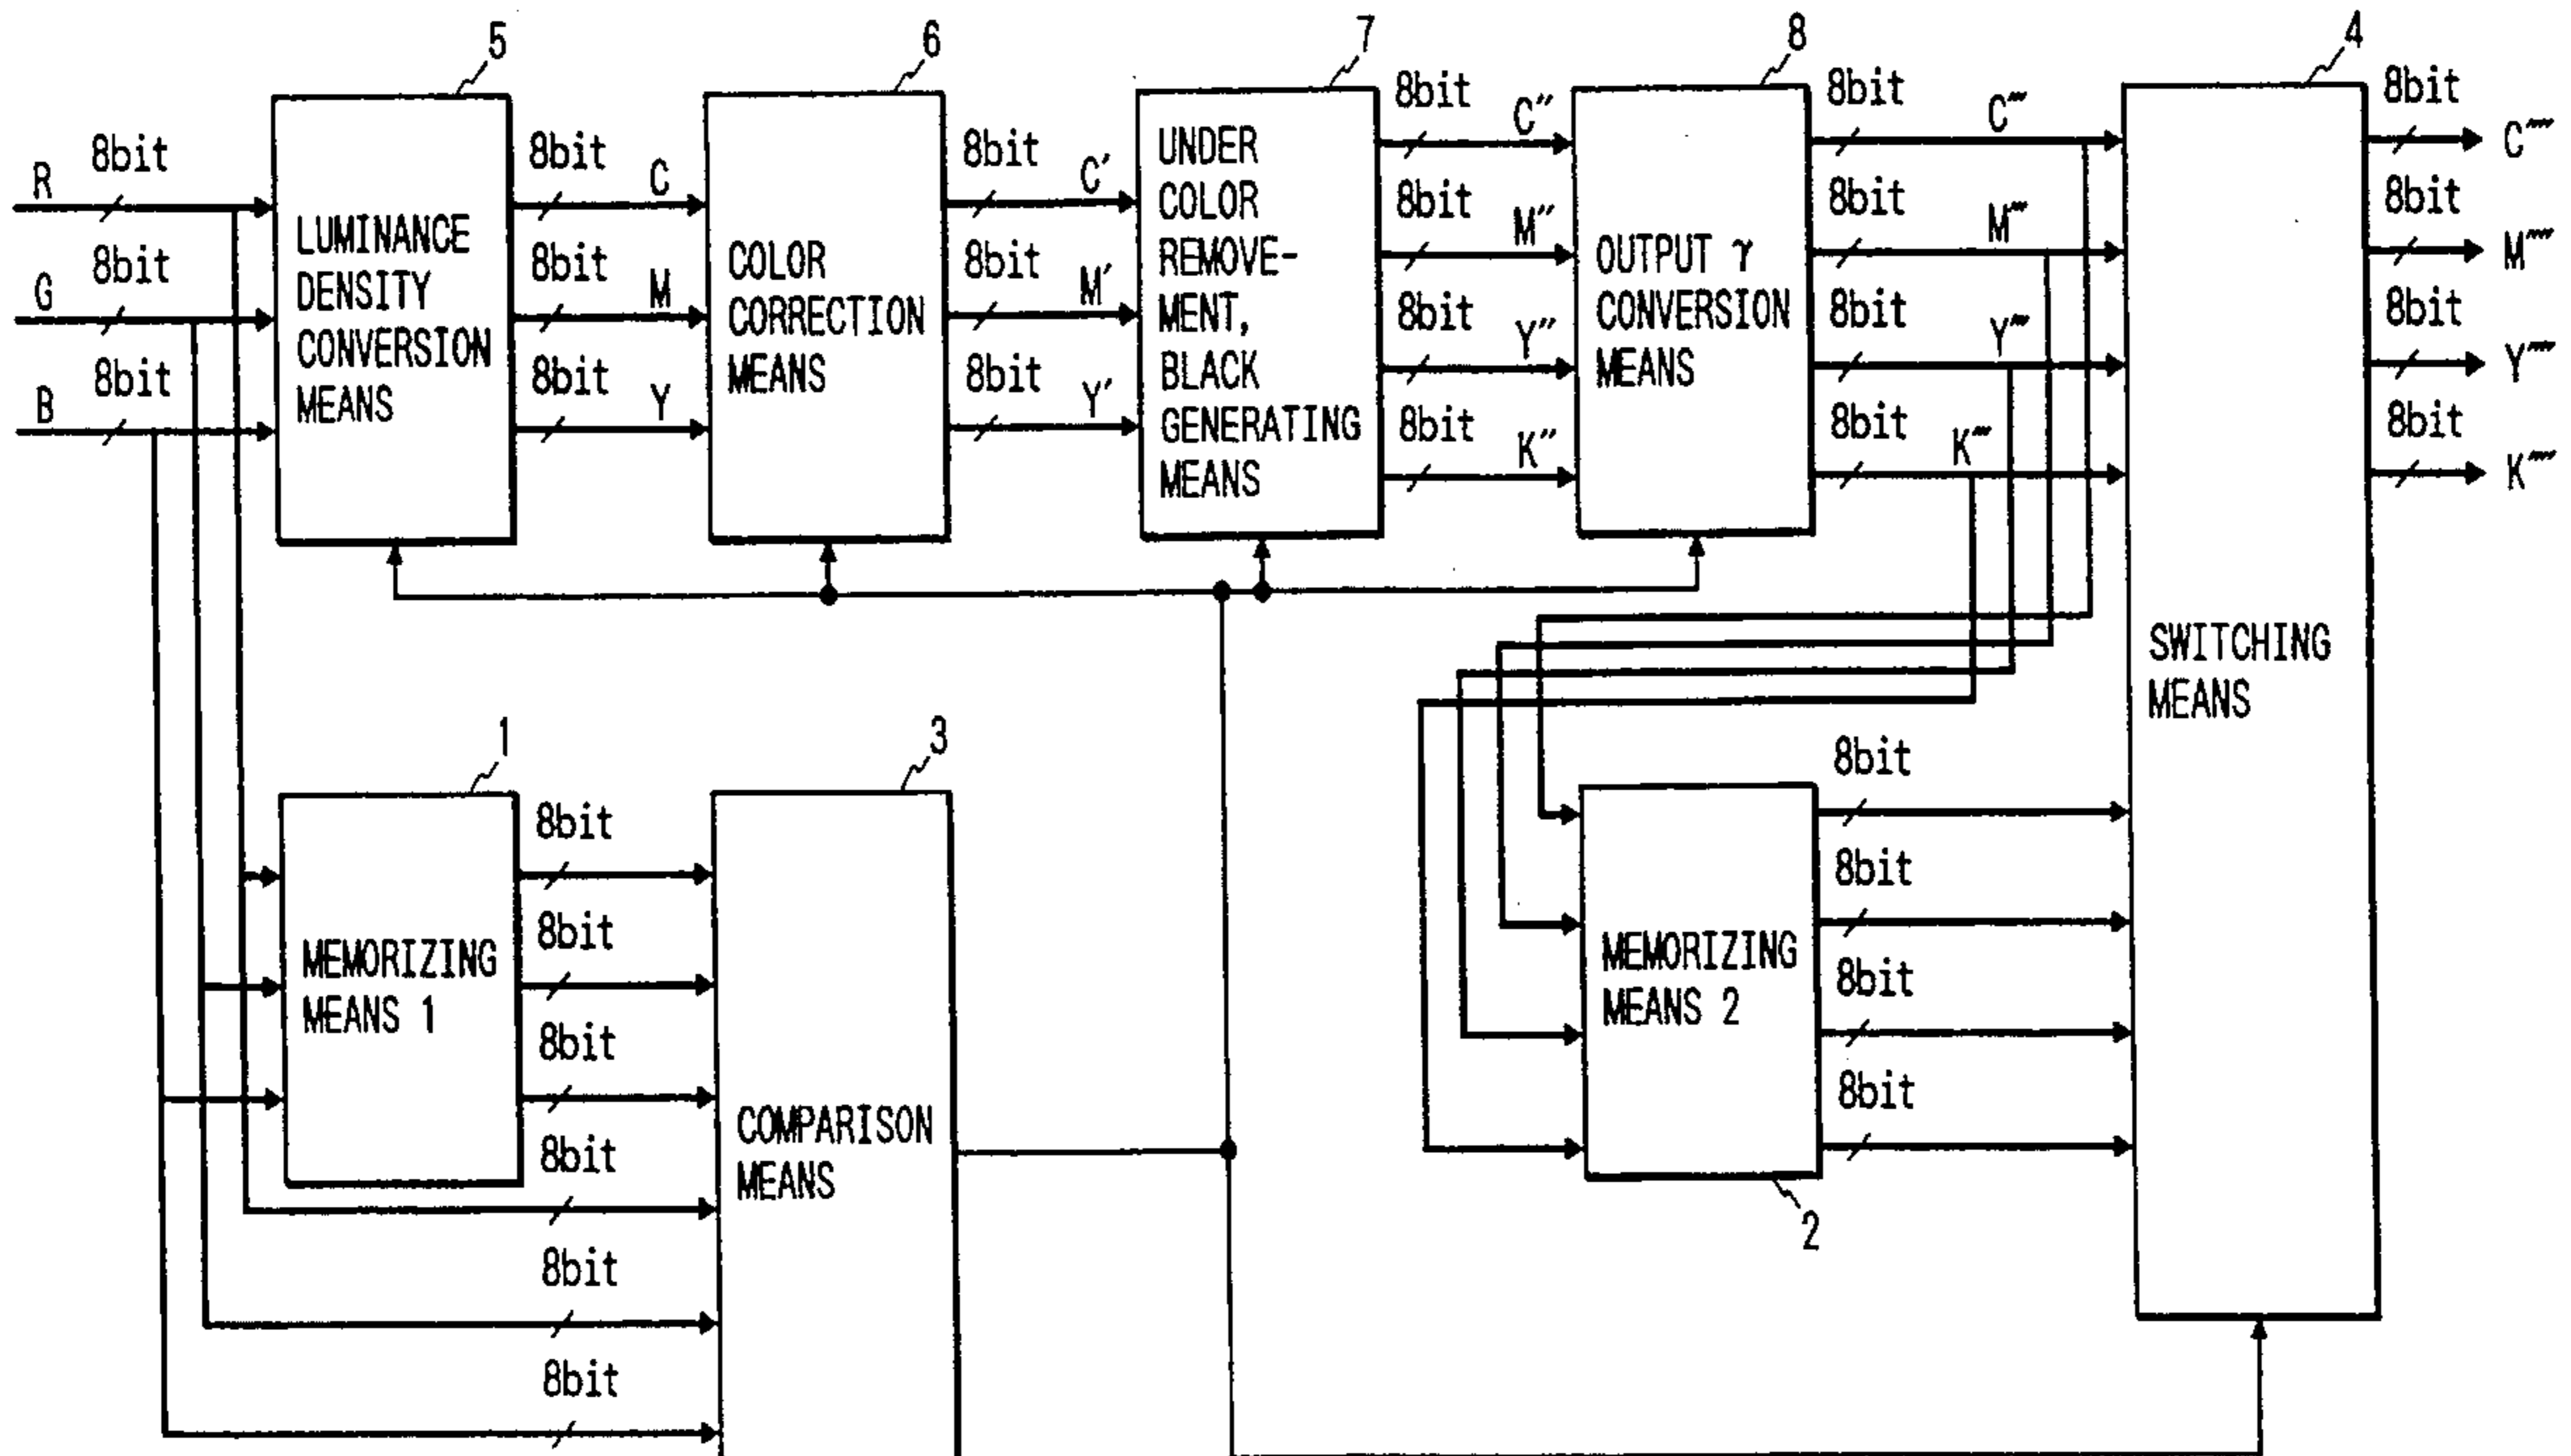 5
6
7
8
4
R
8bit
G
8bit
B
8bit
LUMINANCE
DENSITY
CONVERSION
MEANS
8bit
C
8bit
M
8bit
Y
COLOR
CORRECTION
MEANS
8bit
C′
8bit
M′
8bit
Y′
UNDER
COLOR
REMOVE-
MENT,
BLACK
GENERATING
MEANS
8bit
C″
8bit
M″
8bit
Y″
8bit
K″
OUTPUT γ
CONVERSION
MEANS
8bit
C‴
8bit
M‴
8bit
Y‴
8bit
K‴
SWITCHING
MEANS
8bit
C⁗
8bit
M⁗
8bit
Y⁗
8bit
K⁗
1
MEMORIZING
MEANS 1
8bit
8bit
8bit
8bit
8bit
8bit
3
COMPARISON
MEANS
MEMORIZING
MEANS 2
2
8bit
8bit
8bit
8bit